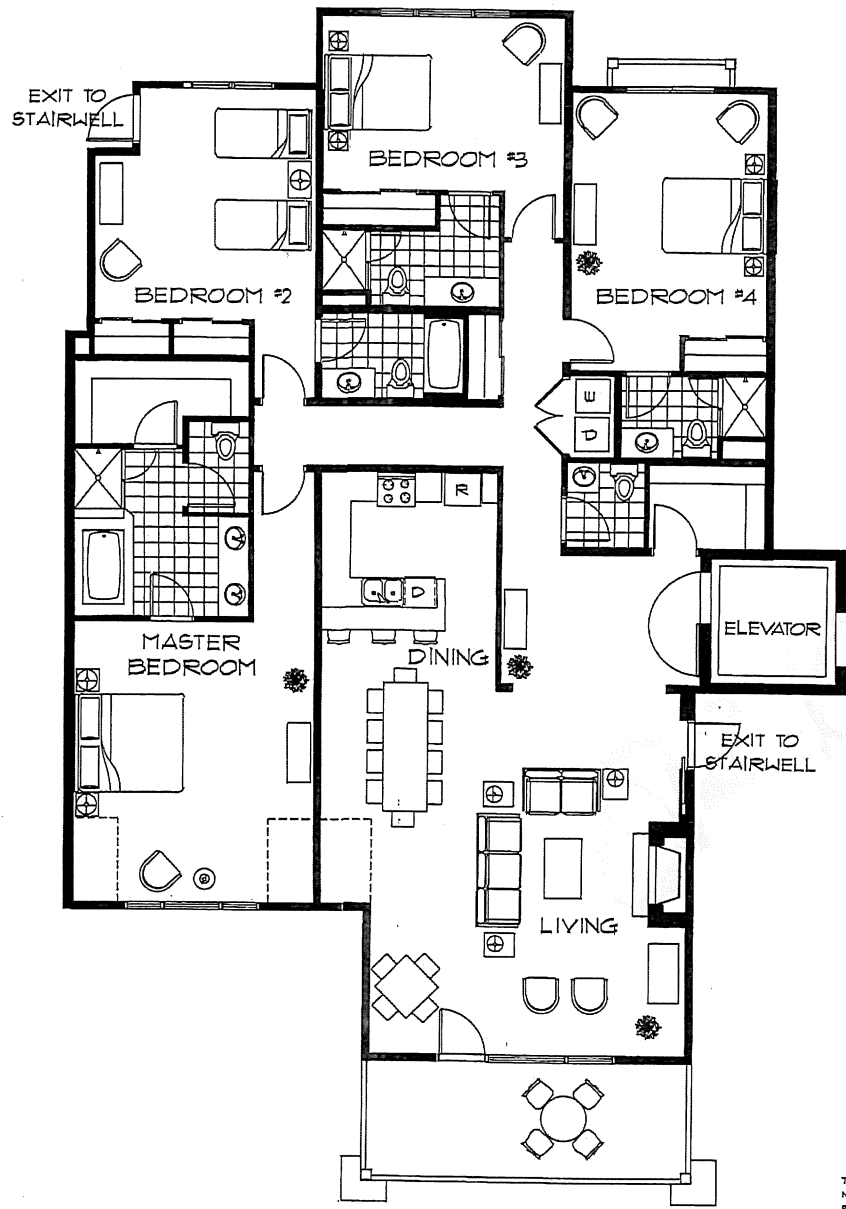 EXIT TO
STAIRWELL
BEDROOM #3
BEDROOM #2
BEDROOM #4
E
D
R
D
MASTER
BEDROOM
DINING
ELEVATOR
EXIT TO
STAIRWELL
LIVING